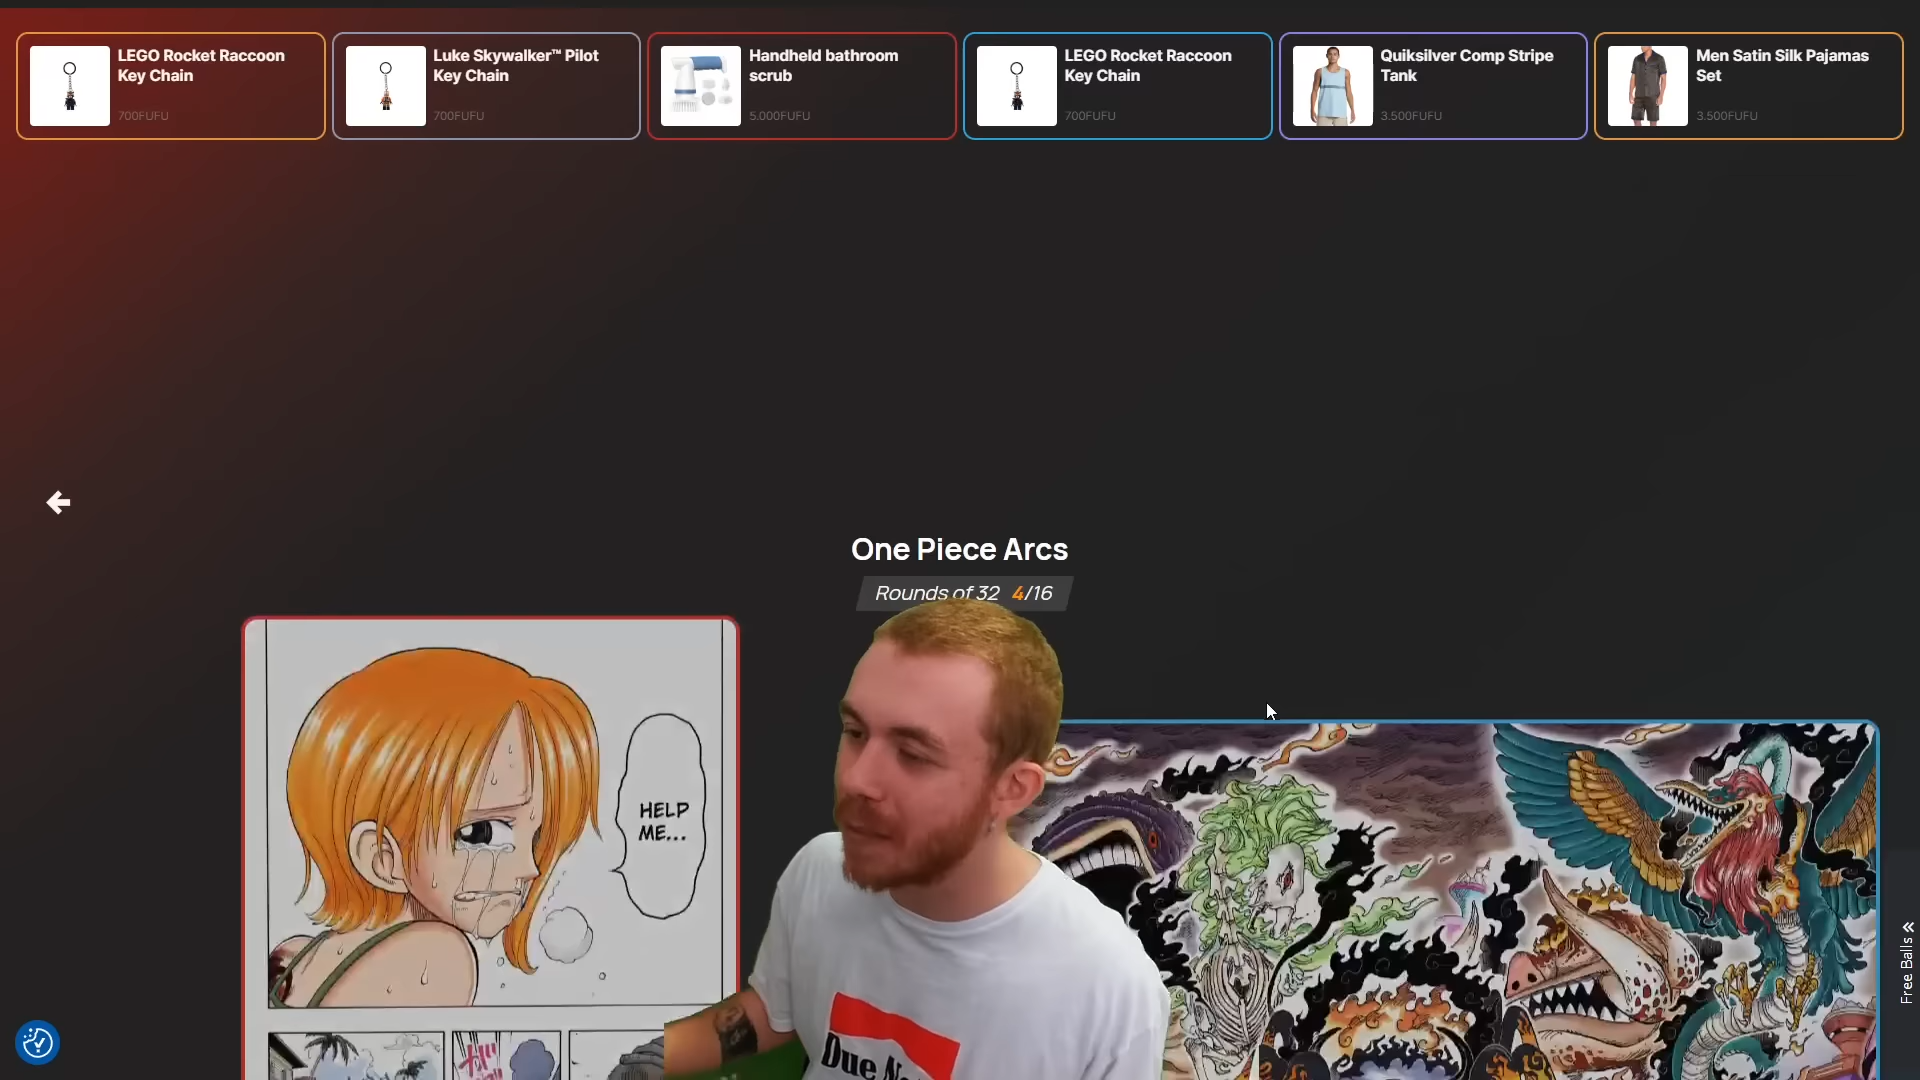 LEGO Rocket Raccoon
Key Chain
700FUFU
Luke Skywalker™ Pilot
Key Chain
700FUFU
Handheld bathroom
scrub
5.000FUFU
LEGO Rocket Raccoon
Key Chain
700FUFU
Quiksilver Comp Stripe
Tank
3.500FUFU
Men Satin Silk Pajamas
Set
3.500FUFU
One Piece Arcs
Rounds of 32 4/16
HELP
ME...
Due
Free Balls